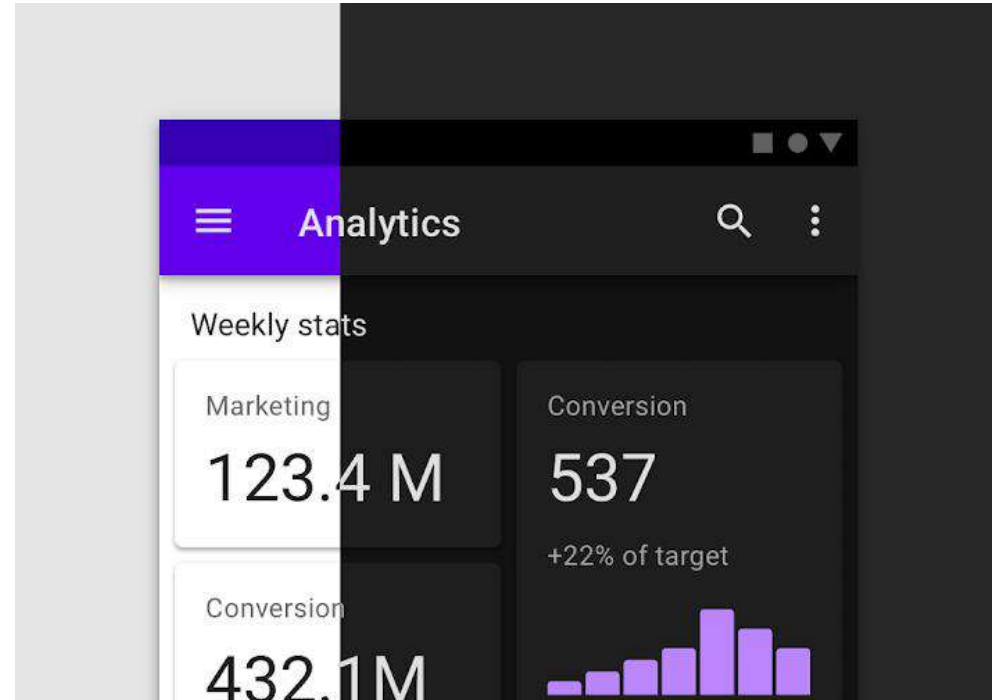 Analytics
Weekly stats
Marketing
123.4 M
Conversion
432.1M
Conversion
537
+22% of target